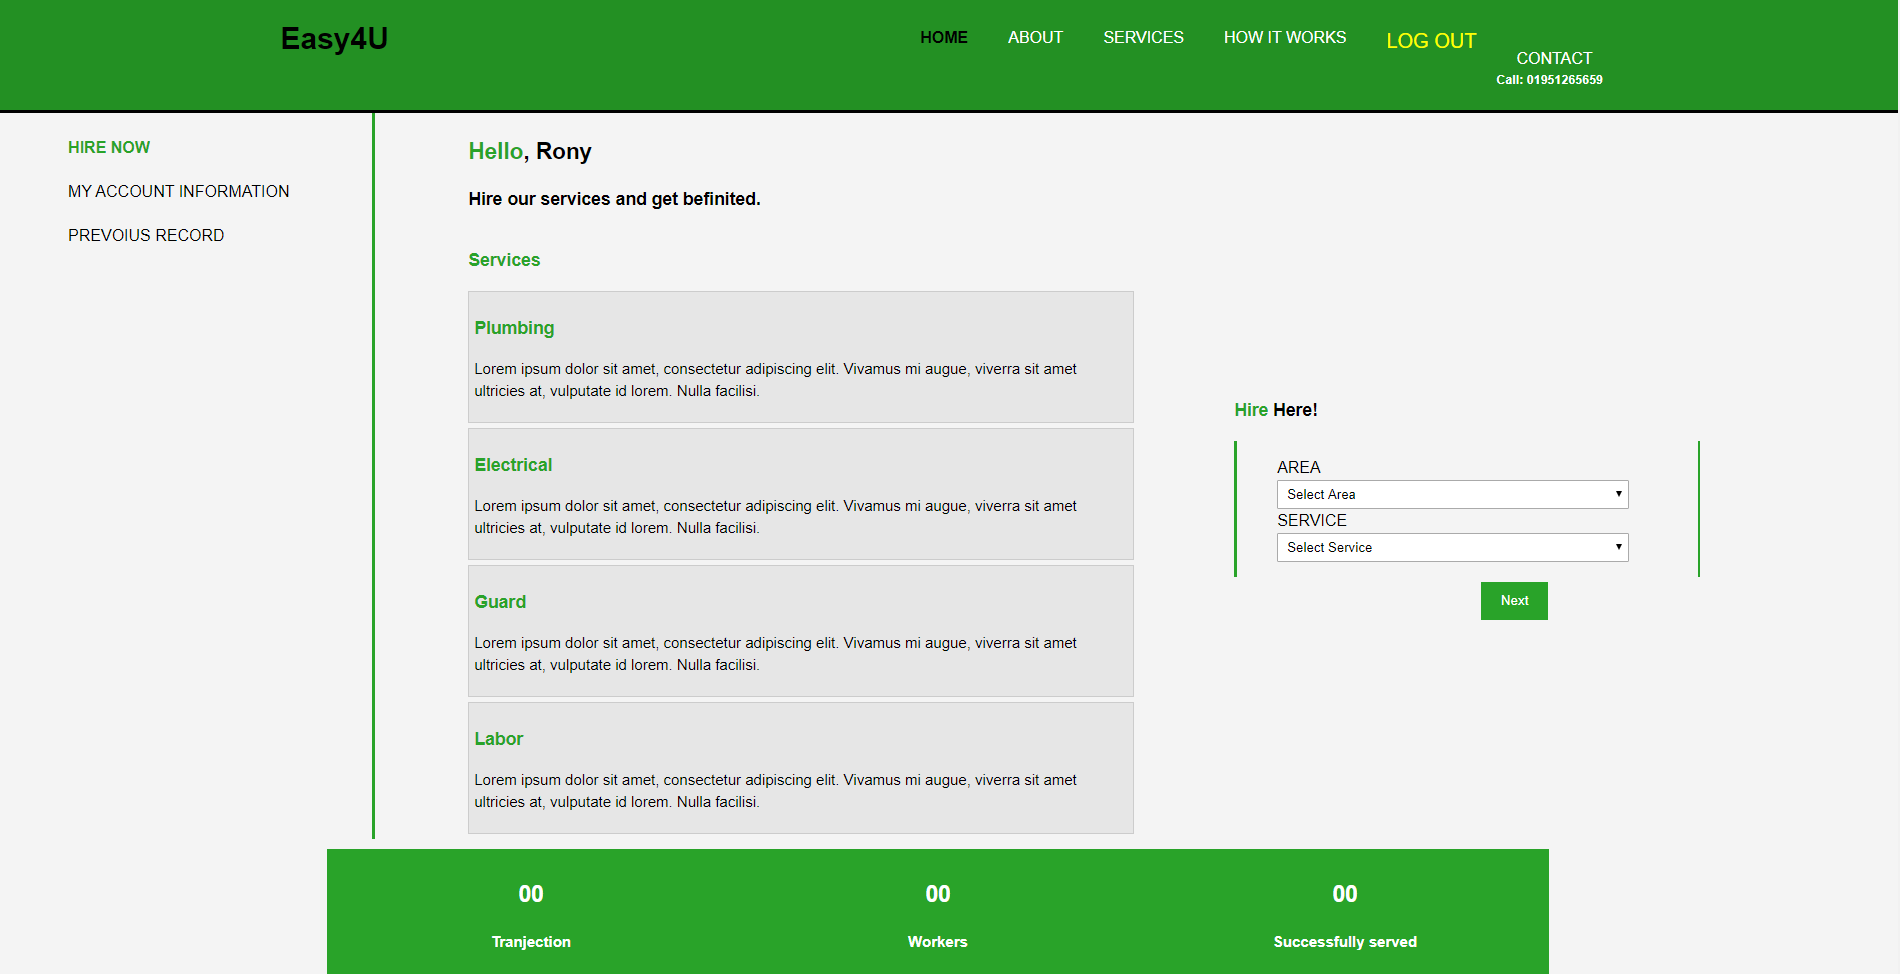 Easy4U
HOME
ABOUT
SERVICES
HOW IT WORKS
LOG OUT
CONTACT
Call: 01951265659
HIRE NOW
MY ACCOUNT INFORMATION
PREVOIUS RECORD
Hello, Rony
Hire our services and get befinited.
Services
Plumbing
Lorem ipsum dolor sit amet, consectetur adipiscing elit. Vivamus mi augue, viverra sit amet
ultricies at, vulputate id lorem. Nulla facilisi.
Electrical
Lorem ipsum dolor sit amet, consectetur adipiscing elit. Vivamus mi augue, viverra sit amet
ultricies at, vulputate id lorem. Nulla facilisi.
Guard
Lorem ipsum dolor sit amet, consectetur adipiscing elit. Vivamus mi augue, viverra sit amet
ultricies at, vulputate id lorem. Nulla facilisi.
Labor
Lorem ipsum dolor sit amet, consectetur adipiscing elit. Vivamus mi augue, viverra sit amet
ultricies at, vulputate id lorem. Nulla facilisi.
Hire Here!
AREA
Select Area
SERVICE
Select Service
Next
00
Tranjection
00
Workers
00
Successfully served